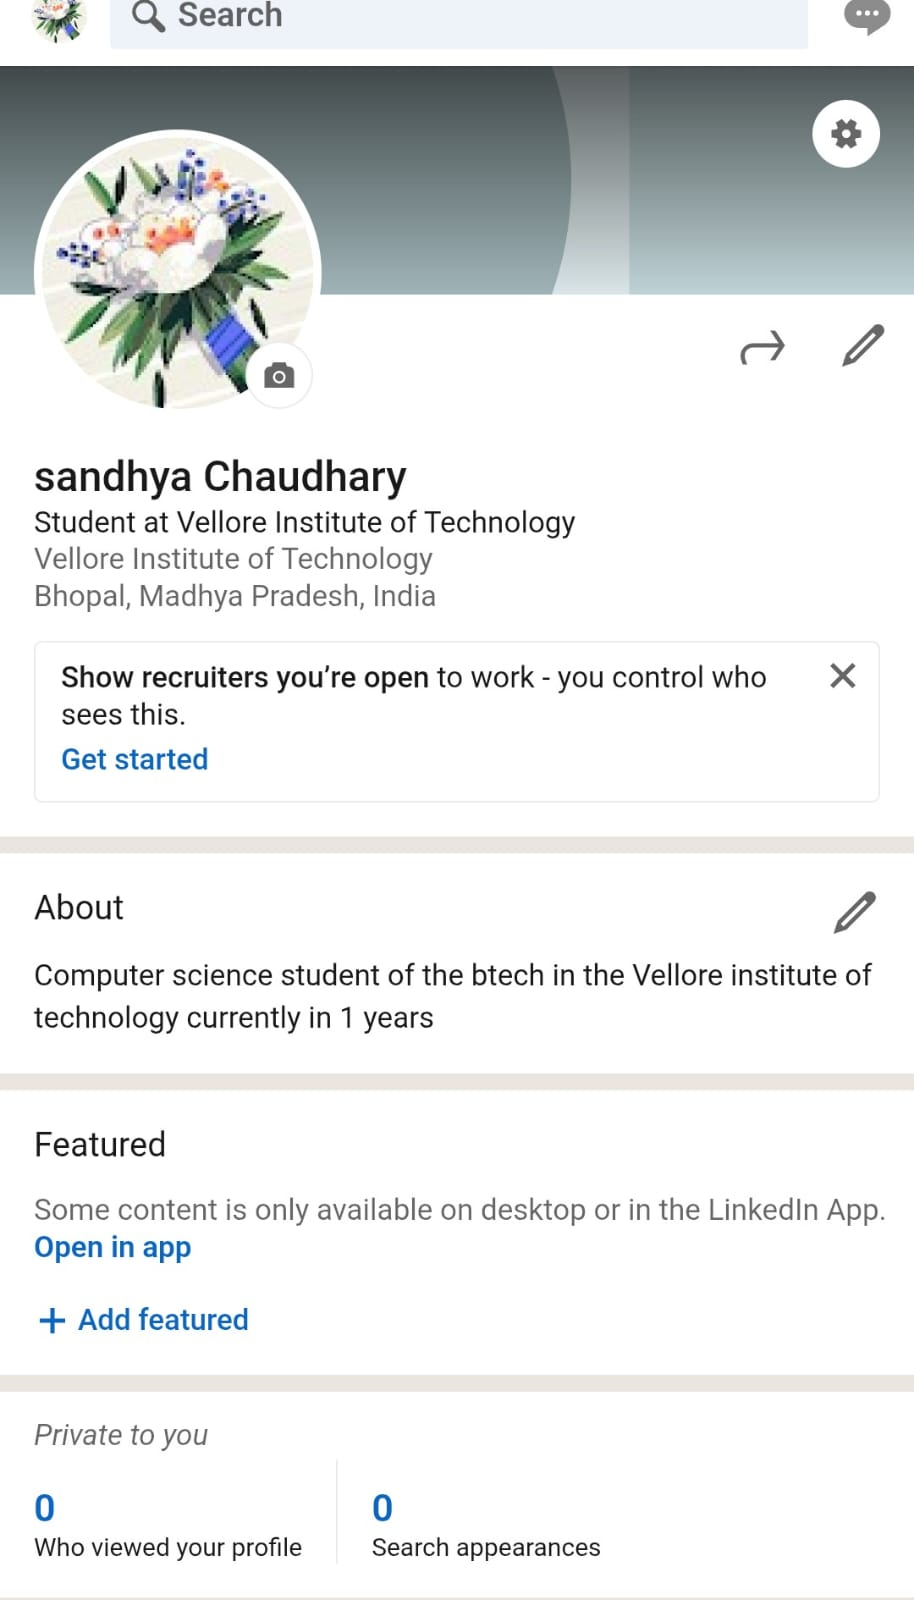 Search
sandhya Chaudhary
Student at Vellore Institute of Technology
Vellore Institute of Technology
Bhopal, Madhya Pradesh, India
Show recruiters you’re open to work - you control who
sees this.
Get started
About
Computer science student of the btech in the Vellore institute of
technology currently in 1 years
Featured
Some content is only available on desktop or in the LinkedIn App.
Open in app
+ Add featured
Private to you
0
Who viewed your profile
0
Search appearances